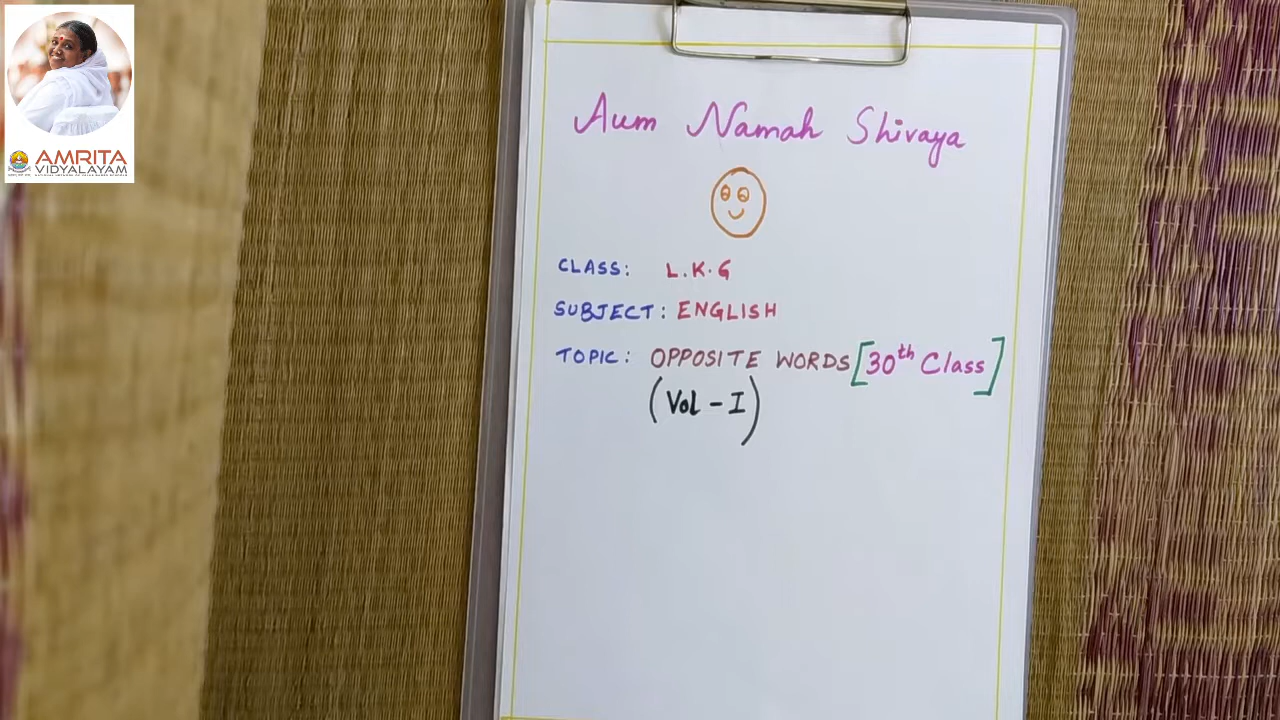 AMRITA
VIDYALAYAM
Aum Namah Shivaya
CLASS: L.K.G
SUBJECT: ENGLISH
TOPIC: OPPOSITE WORDS [30th Class]
(Vol - I)